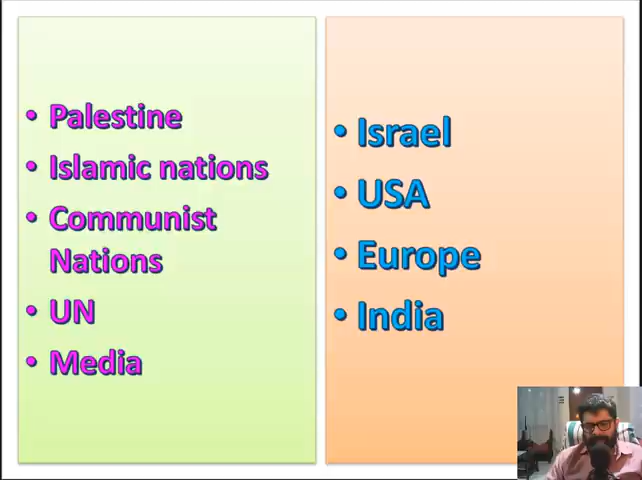 • Palestine
• Islamic nations
• Communist
Nations
• UN
• Media
• Israel
• USA
• Europe
• India